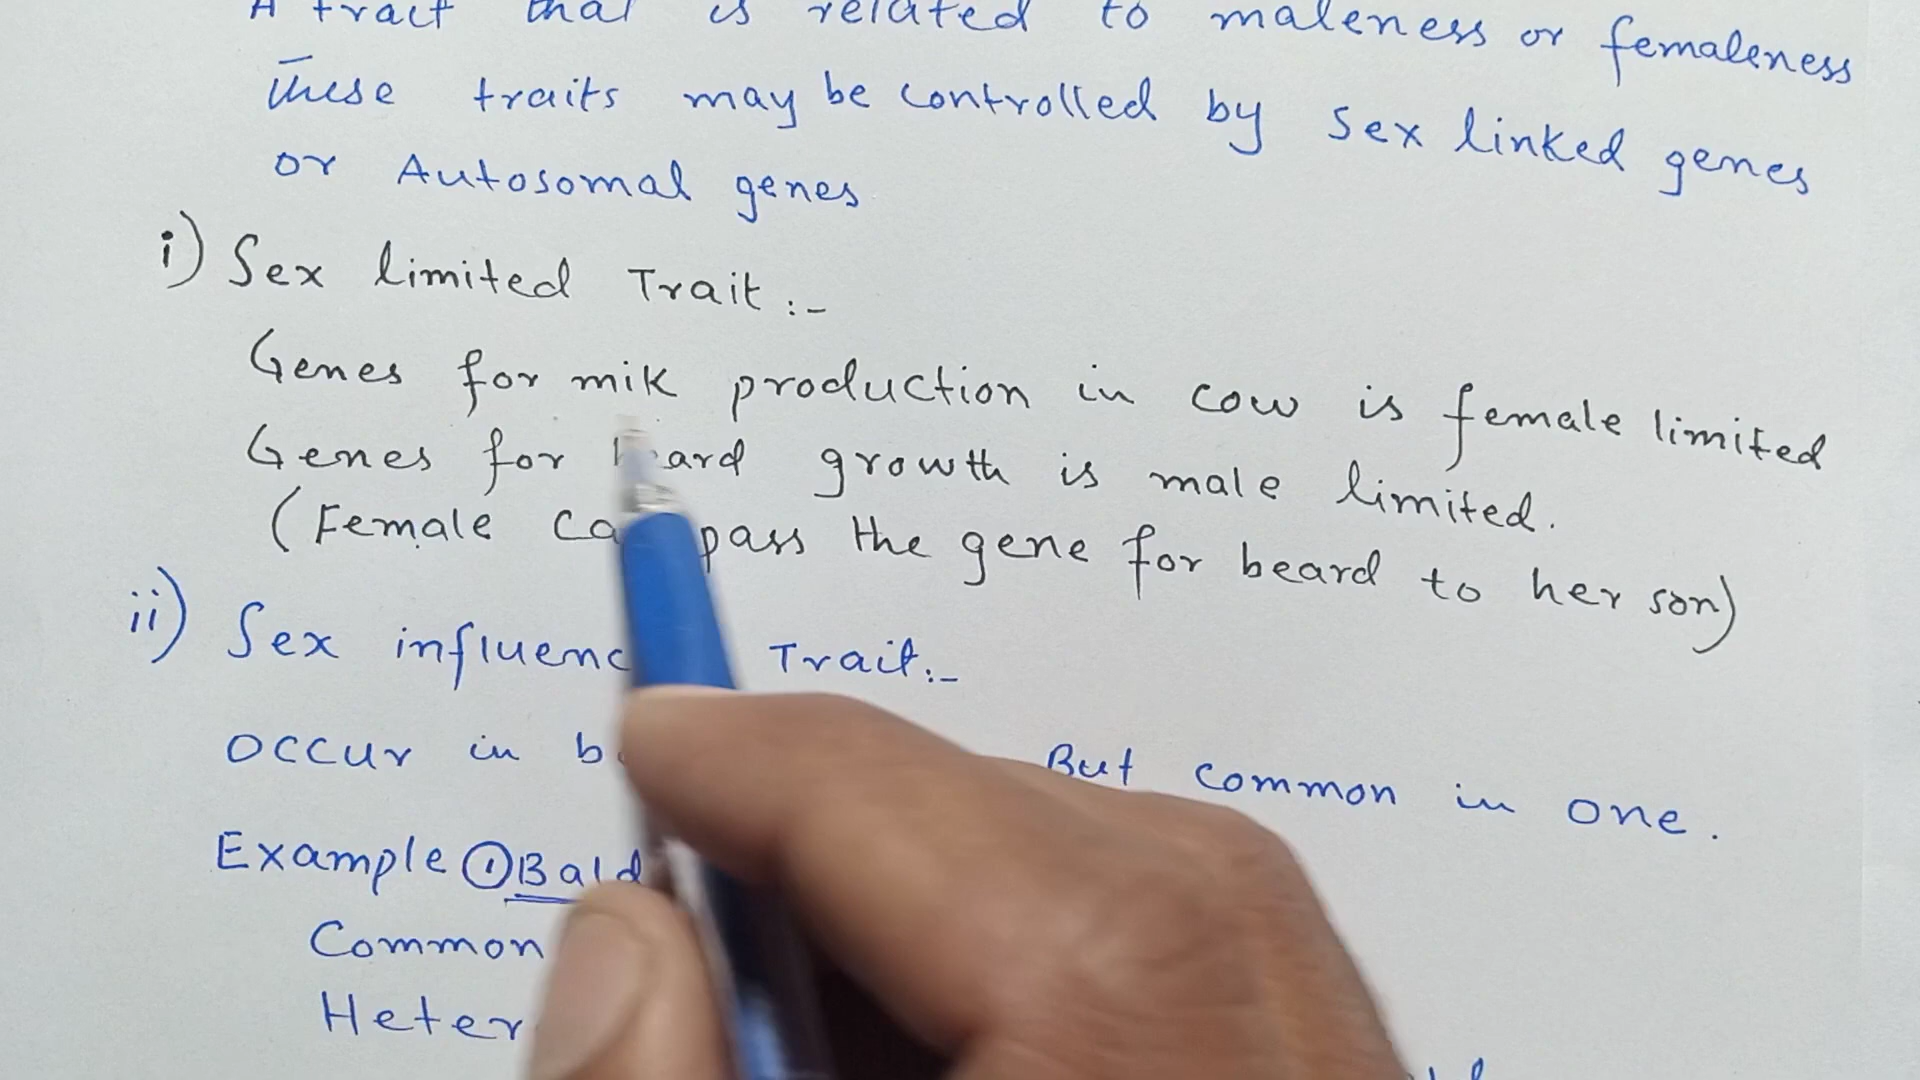 A trait that is related to maleness or femaleness
These traits may be controlled by sex linked genes
or Autosomal genes
i) Sex limited Trait :-
Genes for mik production in cow is female limited
Genes for growth is male limited.
(Female pass the gene for beard to her son)
ii) Sex Trait :-
Occur in But common in one.
Example ① Bald
Common